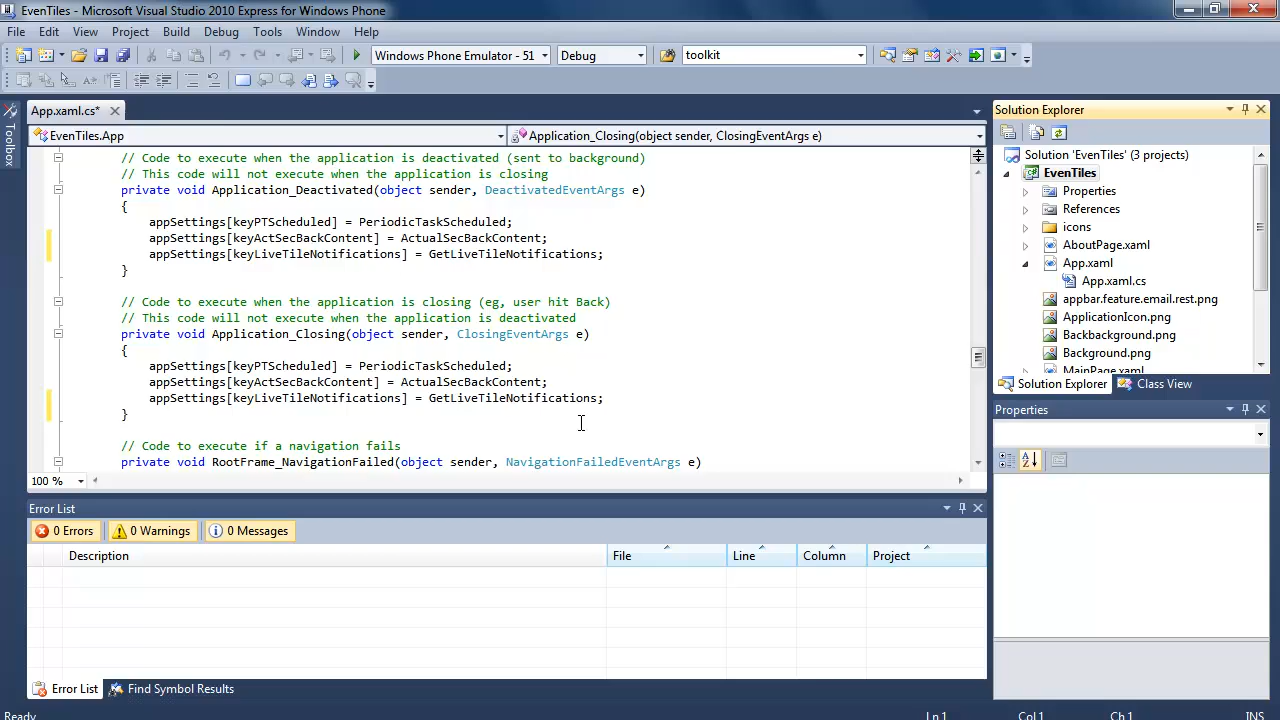 EvenTiles - Microsoft Visual Studio 2010 Express for Windows Phone
File Edit View Project Build Debug Data Tools Window Help
Windows Phone Emulator - 51 Debug toolkit
Toolbox
App.xaml.cs*
EvenTiles.App Application_Closing(object sender, ClosingEventArgs e)
// Code to execute when the application is deactivated (sent to background)
// This code will not execute when the application is closing
private void Application_Deactivated(object sender, DeactivatedEventArgs e)
{
appSettings[keyPTScheduled] = PeriodicTaskScheduled;
appSettings[keyActSecBackContent] = ActualSecBackContent;
appSettings[keyLiveTileNotifications] = GetLiveTileNotifications;
}
// Code to execute when the application is closing (eg, user hit Back)
// This code will not execute when the application is deactivated
private void Application_Closing(object sender, ClosingEventArgs e)
{
appSettings[keyPTScheduled] = PeriodicTaskScheduled;
appSettings[keyActSecBackContent] = ActualSecBackContent;
appSettings[keyLiveTileNotifications] = GetLiveTileNotifications;
}
// Code to execute if a navigation fails
private void RootFrame_NavigationFailed(object sender, NavigationFailedEventArgs e)
100 %
Solution Explorer
Solution 'EvenTiles' (3 projects)
EvenTiles
Properties
References
icons
AboutPage.xaml
App.xaml
App.xaml.cs
appbar.feature.email.rest.png
ApplicationIcon.png
Backbackground.png
Background.png
MainPage.xaml
Solution Explorer Class View
Properties
Error List
0 Errors 0 Warnings 0 Messages
Description File Line Column Project
Error List Find Symbol Results
Ready Ln 1 Col 1 Ch 1 INS